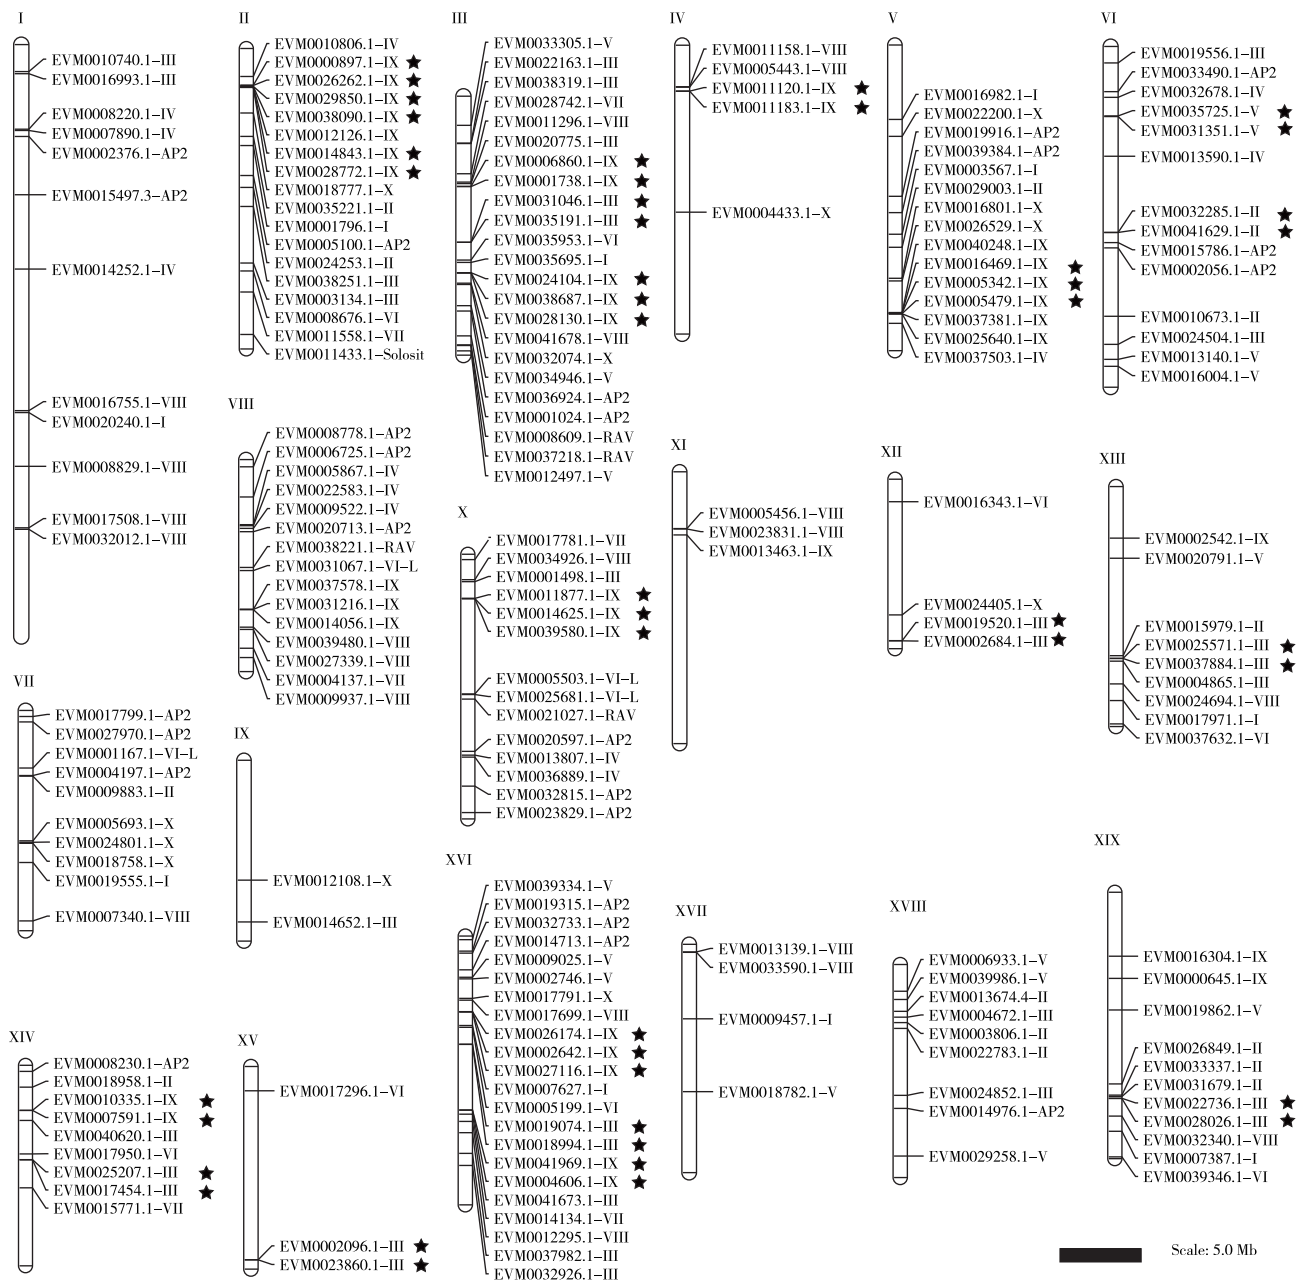 I
EVM0010740.1–III
EVM0016993.1–III
EVM0008220.1–IV
EVM0007890.1–IV
EVM0002376.1–AP2
EVM0015497.3–AP2
EVM0014252.1–IV
EVM0016755.1–VIII
EVM0020240.1–I
EVM0008829.1–VIII
EVM0017508.1–VIII
EVM0032012.1–VIII
II
EVM0010806.1–IV
EVM0000897.1–IX ★
EVM0026262.1–IX ★
EVM0029850.1–IX ★
EVM0038090.1–IX ★
EVM0012126.1–IX
EVM0014843.1–IX ★
EVM0028772.1–IX ★
EVM0018777.1–X
EVM0035221.1–II
EVM0001796.1–I
EVM0005100.1–AP2
EVM0024253.1–II
EVM0038251.1–III
EVM0003134.1–III
EVM0008676.1–VI
EVM0011558.1–VII
EVM0011433.1–Solosit
III
EVM0033305.1–V
EVM0022163.1–III
EVM0038319.1–III
EVM0028742.1–VII
EVM0011296.1–VIII
EVM0020775.1–III
EVM0006860.1–IX ★
EVM0001738.1–IX ★
EVM0031046.1–III ★
EVM0035191.1–III ★
EVM0035953.1–VI
EVM0035695.1–I
EVM0024104.1–IX ★
EVM0038687.1–IX ★
EVM0028130.1–IX ★
EVM0041678.1–VIII
EVM0032074.1–X
EVM0034946.1–V
EVM0036924.1–AP2
EVM0001024.1–AP2
EVM0008609.1–RAV
EVM0037218.1–RAV
EVM0012497.1–V
IV
EVM0011158.1–VIII
EVM0005443.1–VIII
EVM0011120.1–IX ★
EVM0011183.1–IX ★
EVM0004433.1–X
V
EVM0016982.1–I
EVM0022200.1–X
EVM0019916.1–AP2
EVM0039384.1–AP2
EVM0003567.1–I
EVM0029003.1–II
EVM0016801.1–X
EVM0026529.1–X
EVM0040248.1–IX
EVM0016469.1–IX ★
EVM0005342.1–IX ★
EVM0005479.1–IX ★
EVM0037381.1–IX
EVM0025640.1–IX
EVM0037503.1–IV
VI
EVM0019556.1–III
EVM0033490.1–AP2
EVM0032678.1–IV
EVM0035725.1–V ★
EVM0031351.1–V ★
EVM0013590.1–IV
EVM0032285.1–II ★
EVM0041629.1–II ★
EVM0015786.1–AP2
EVM0002056.1–AP2
EVM0010673.1–II
EVM0024504.1–III
EVM0013140.1–V
EVM0016004.1–V
VII
EVM0017799.1–AP2
EVM0027970.1–AP2
EVM0001167.1–VI–L
EVM0004197.1–AP2
EVM0009883.1–II
EVM0005693.1–X
EVM0024801.1–X
EVM0018758.1–X
EVM0019555.1–I
EVM0007340.1–VIII
VIII
EVM0008778.1–AP2
EVM0006725.1–AP2
EVM0005867.1–IV
EVM0022583.1–IV
EVM0009522.1–IV
EVM0020713.1–AP2
EVM0038221.1–RAV
EVM0031067.1–VI–L
EVM0037578.1–IX
EVM0031216.1–IX
EVM0014056.1–IX
EVM0039480.1–VIII
EVM0027339.1–VIII
EVM0004137.1–VII
EVM0009937.1–VIII
IX
EVM0012108.1–X
EVM0014652.1–III
X
EVM0017781.1–VII
EVM0034926.1–VIII
EVM0001498.1–III
EVM0011877.1–IX ★
EVM0014625.1–IX ★
EVM0039580.1–IX ★
EVM0005503.1–VI–L
EVM0025681.1–VI–L
EVM0021027.1–RAV
EVM0020597.1–AP2
EVM0013807.1–IV
EVM0036889.1–IV
EVM0032815.1–AP2
EVM0023829.1–AP2
XI
EVM0005456.1–VIII
EVM0023831.1–VIII
EVM0013463.1–IX
XII
EVM0016343.1–VI
EVM0024405.1–X
EVM0019520.1–III ★
EVM0002684.1–III ★
XIII
EVM0002542.1–IX
EVM0020791.1–V
EVM0015979.1–II
EVM0025571.1–III ★
EVM0037884.1–III ★
EVM0004865.1–III
EVM0024694.1–VIII
EVM0017971.1–I
EVM0037632.1–VI
XIV
EVM0008230.1–AP2
EVM0018958.1–II
EVM0010335.1–IX ★
EVM0007591.1–IX ★
EVM0040620.1–III
EVM0017950.1–VI
EVM0025207.1–III ★
EVM0017454.1–III ★
EVM0015771.1–VII
XV
EVM0017296.1–VI
EVM0002096.1–III ★
EVM0023860.1–III ★
XVI
EVM0039334.1–V
EVM0019315.1–AP2
EVM0032733.1–AP2
EVM0014713.1–AP2
EVM0009025.1–V
EVM0002746.1–V
EVM0017791.1–X
EVM0017699.1–VIII
EVM0026174.1–IX ★
EVM0002642.1–IX ★
EVM0027116.1–IX ★
EVM0007627.1–I
EVM0005199.1–VI
EVM0019074.1–III ★
EVM0018994.1–III ★
EVM0041969.1–IX ★
EVM0004606.1–IX ★
EVM0041673.1–III
EVM0014134.1–VII
EVM0012295.1–VIII
EVM0037982.1–III
EVM0032926.1–III
XVII
EVM0013139.1–VIII
EVM0033590.1–VIII
EVM0009457.1–I
EVM0018782.1–V
XVIII
EVM0006933.1–V
EVM0039986.1–V
EVM0013674.4–II
EVM0004672.1–III
EVM0003806.1–II
EVM0022783.1–II
EVM0024852.1–III
EVM0014976.1–AP2
EVM0029258.1–V
XIX
EVM0016304.1–IX
EVM0000645.1–IX
EVM0019862.1–V
EVM0026849.1–II
EVM0033337.1–II
EVM0031679.1–II
EVM0022736.1–III ★
EVM0028026.1–III ★
EVM0032340.1–VIII
EVM0007387.1–I
EVM0039346.1–VI
Scale: 5.0 Mb